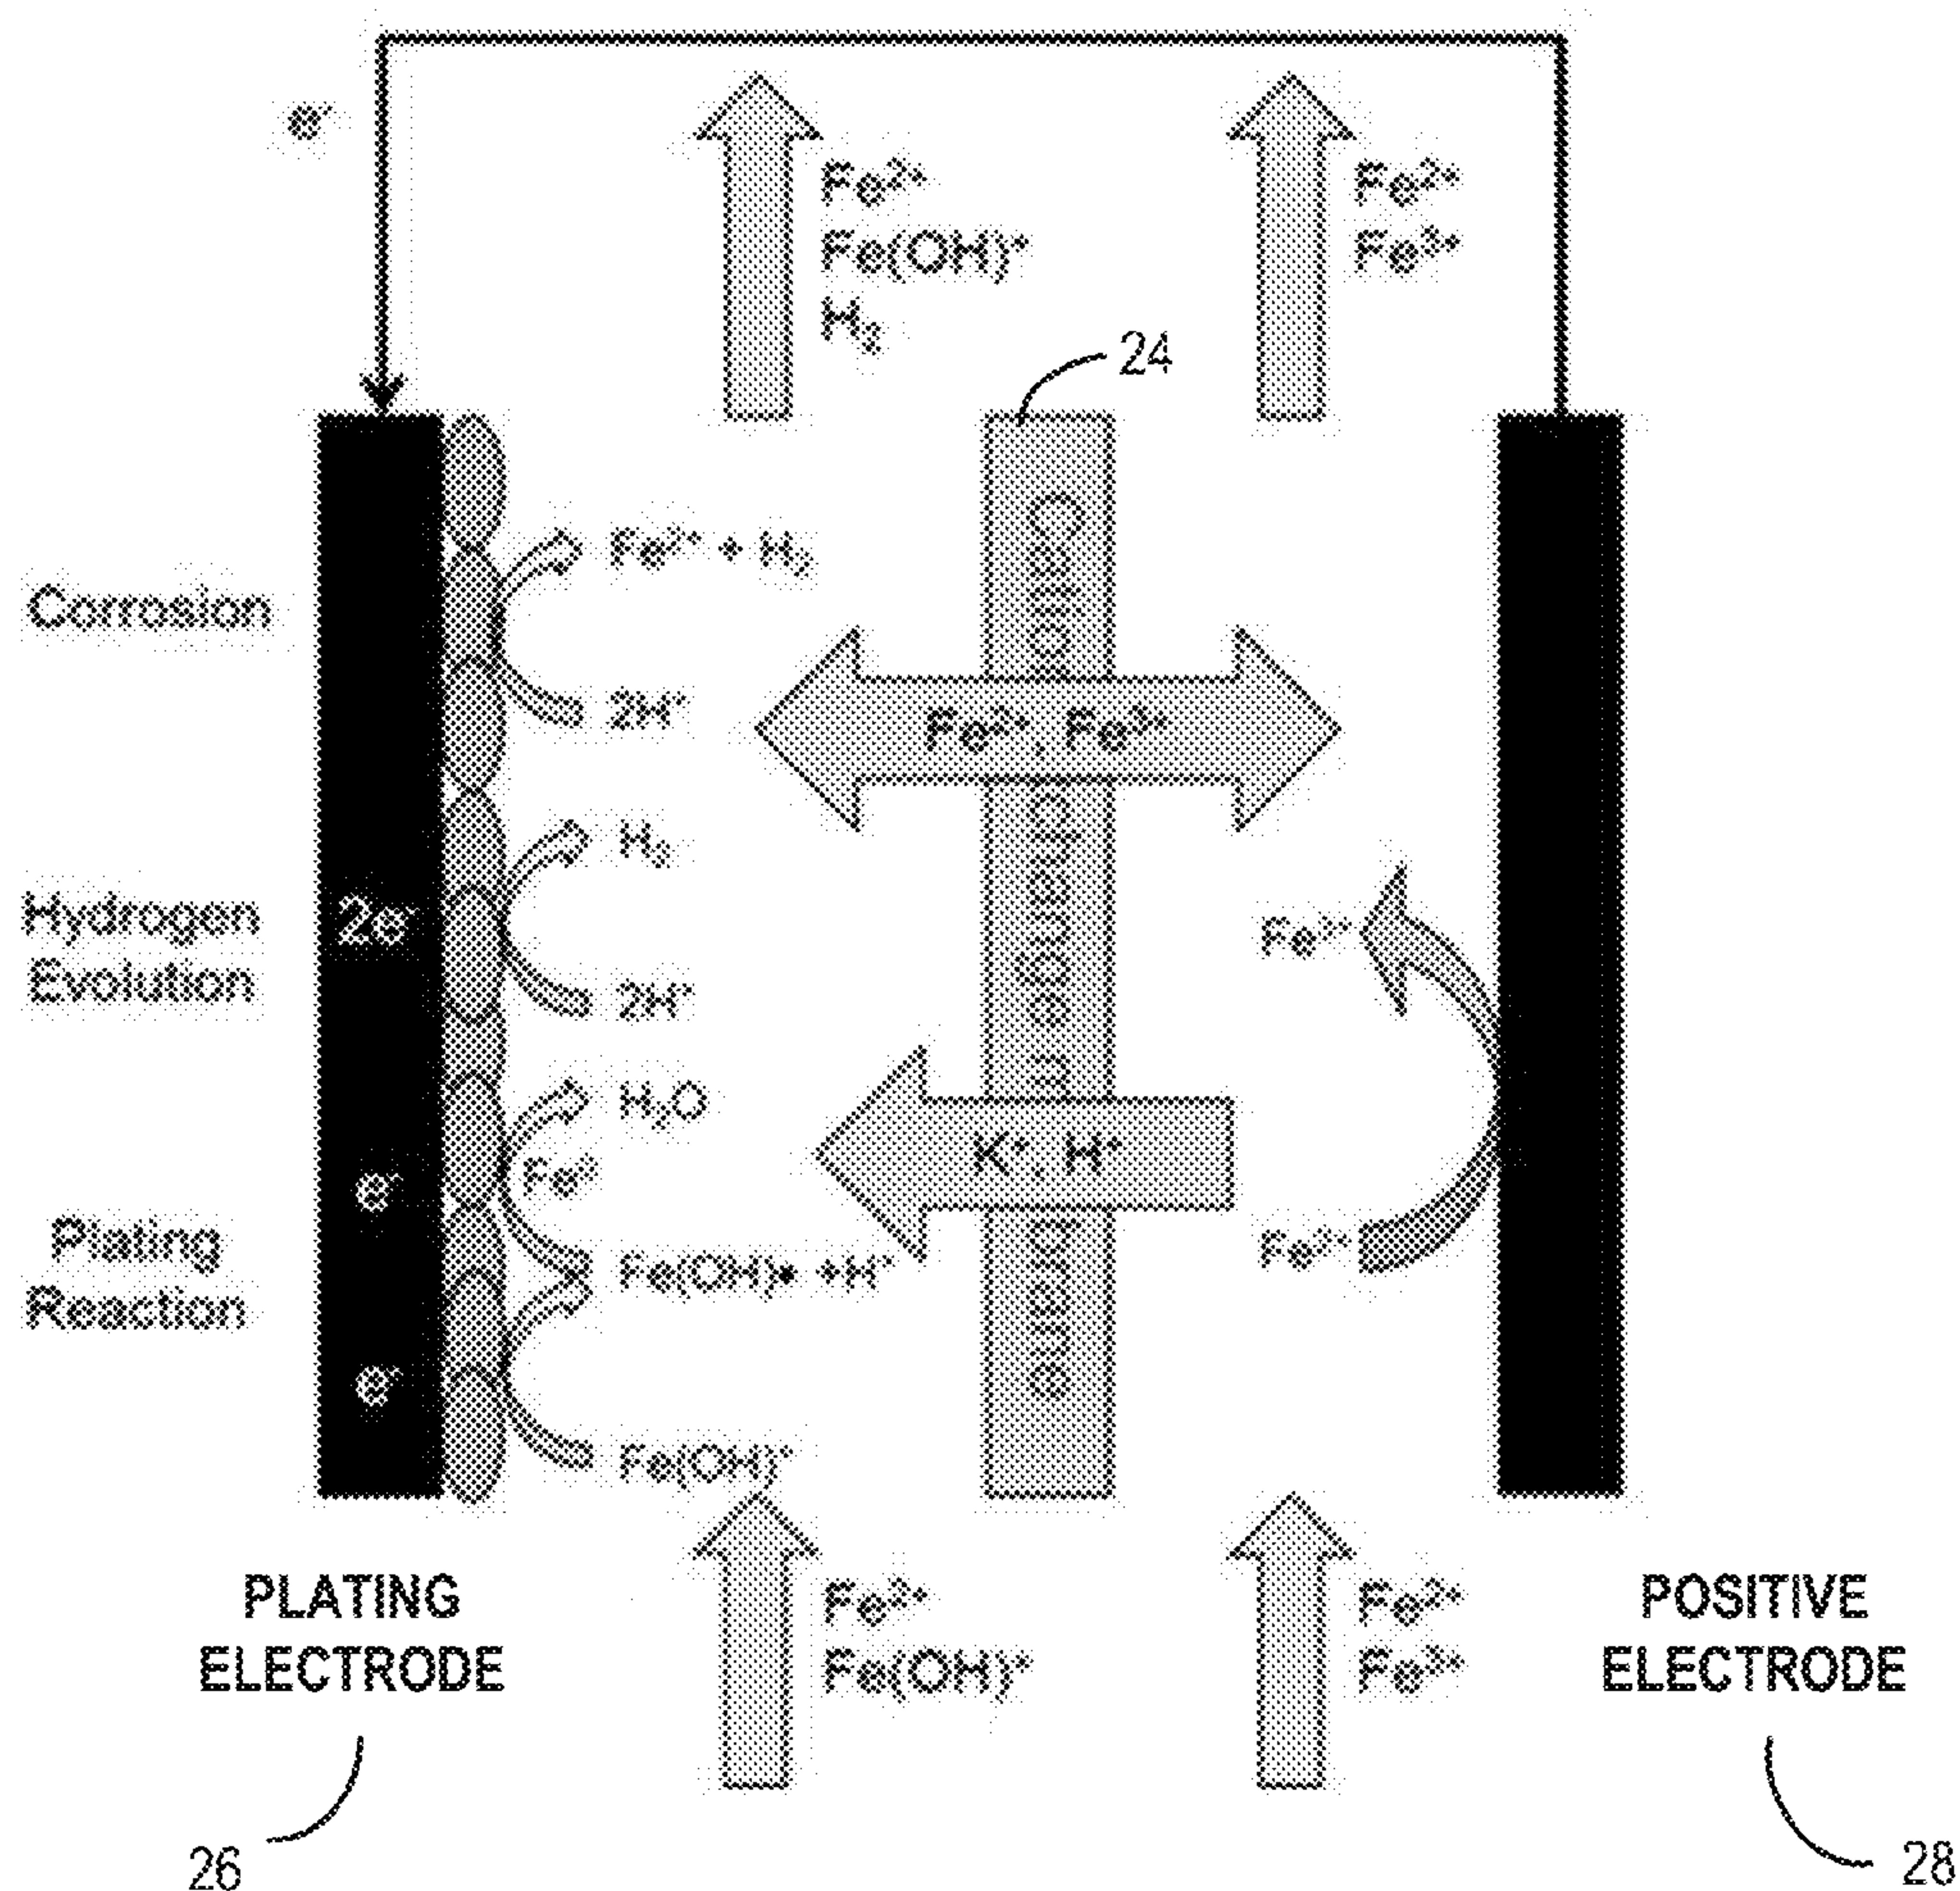 e⁻
Fe²⁺
Fe(OH)⁺
H₂
Fe²⁺
Fe³⁺
24
Corrosion
Fe²⁺ + H₂
2H⁺
Fe²⁺, Fe³⁺
Hydrogen
Evolution
2e⁻
H₂
2H⁺
Fe³⁺
Plating
Reaction
e⁻
e⁻
H₂O
Fe(OH)• +H⁺
Fe(OH)⁺
K⁺, H⁺
Fe²⁺
PLATING
ELECTRODE
26
Fe²⁺
Fe(OH)⁺
Fe²⁺
Fe³⁺
POSITIVE
ELECTRODE
28